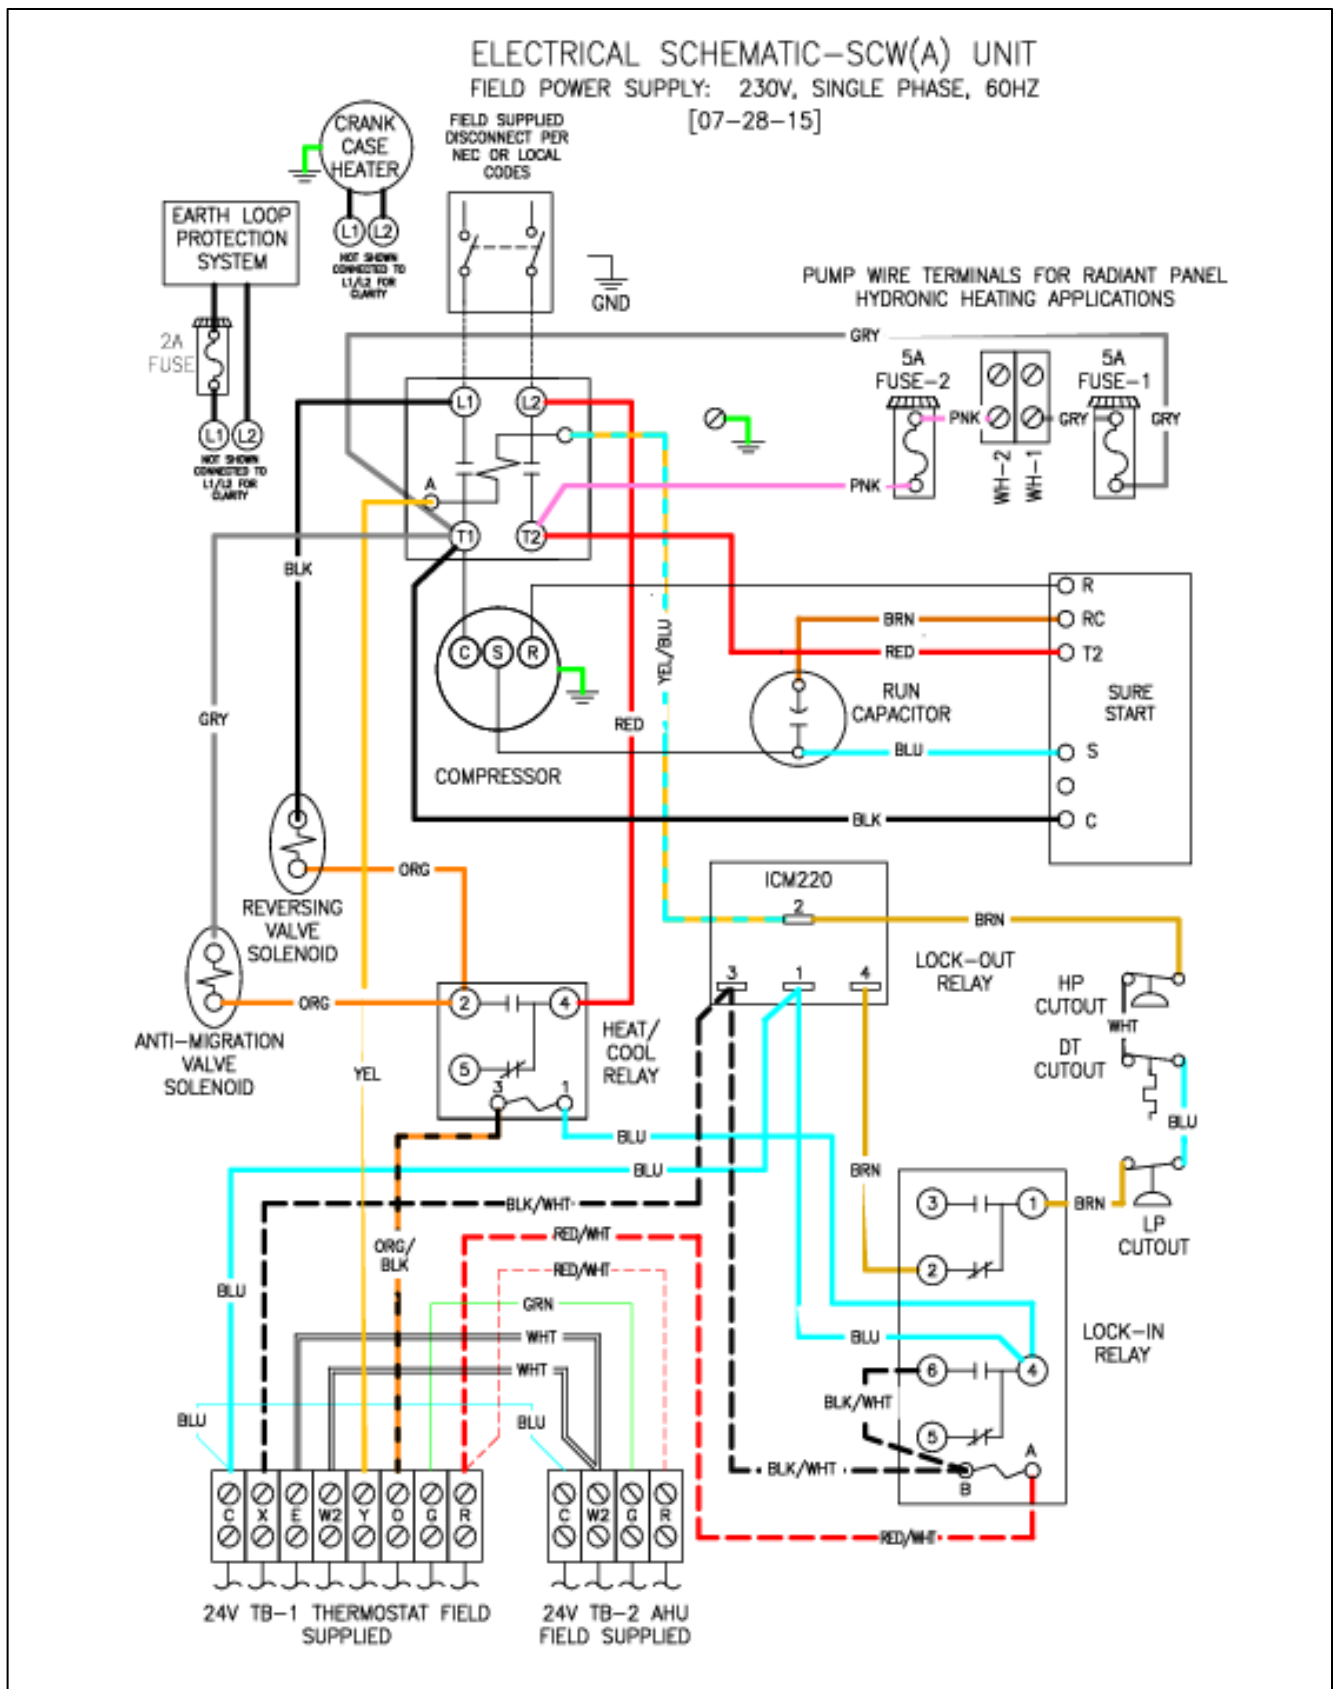 ELECTRICAL SCHEMATIC-SCW(A) UNIT
FIELD POWER SUPPLY: 230V, SINGLE PHASE, 60HZ
[07-28-15]
CRANK
CASE
HEATER
L1 L2
NOT SHOWN
CONNECTED TO
L1/L2 FOR
CLARITY
FIELD SUPPLIED
DISCONNECT PER
NEC OR LOCAL
CODES
GND
EARTH LOOP
PROTECTION
SYSTEM
2A
FUSE
L1 L2
NOT SHOWN
CONNECTED TO
L1/L2 FOR
CLARITY
PUMP WIRE TERMINALS FOR RADIANT PANEL
HYDRONIC HEATING APPLICATIONS
GRY
5A
FUSE-2
5A
FUSE-1
PNK
GRY
GRY
WH-2
WH-1
PNK
L1
L2
A
T1
T2
BLK
GRY
YEL/BLU
RED
C S R
COMPRESSOR
BRN
RED
RUN
CAPACITOR
BLU
BLK
R
RC
T2
SURE
START
S
C
REVERSING
VALVE
SOLENOID
ORG
ANTI-MIGRATION
VALVE
SOLENOID
ORG
YEL
2
4
5
3
1
HEAT/
COOL
RELAY
ICM220
2
3
1
4
LOCK-OUT
RELAY
BRN
HP
CUTOUT
WHT
DT
CUTOUT
BLU
LP
CUTOUT
BRN
BLU
BLU
BRN
BLK/WHT
RED/WHT
RED/WHT
ORG/
BLK
BLU
GRN
WHT
WHT
BLU
BLU
3
1
2
BLU
6
4
5
A
B
LOCK-IN
RELAY
BLK/WHT
BLK/WHT
RED/WHT
C X E W2 Y O G R
C W2 G R
24V TB-1 THERMOSTAT FIELD
SUPPLIED
24V TB-2 AHU
FIELD SUPPLIED